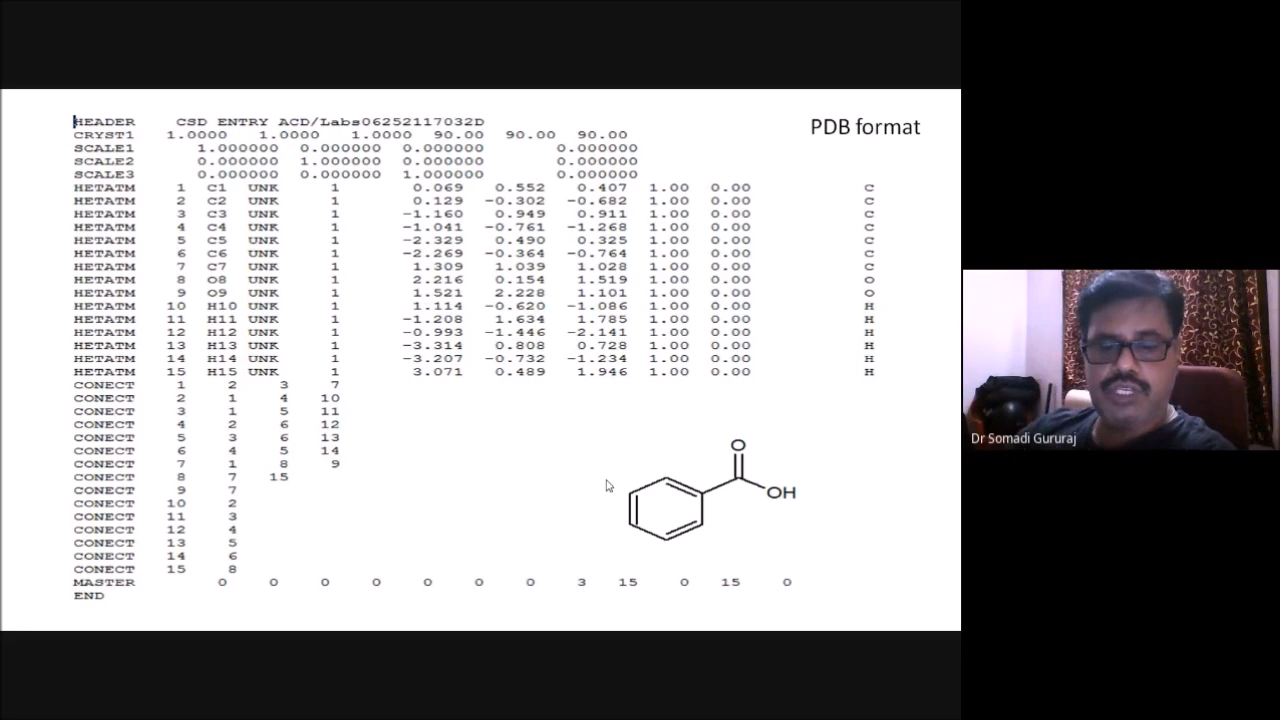 HEADER CSD ENTRY ACD/Labs06252117032D
PDB format
CRYST1 1.0000 1.0000 1.0000 90.00 90.00 90.00
SCALE1 1.000000 0.000000 0.000000 0.000000
SCALE2 0.000000 1.000000 0.000000 0.000000
SCALE3 0.000000 0.000000 1.000000 0.000000
HETATM 1 C1 UNK 1 0.069 0.552 0.407 1.00 0.00 C
HETATM 2 C2 UNK 1 0.129 -0.302 -0.682 1.00 0.00 C
HETATM 3 C3 UNK 1 -1.160 0.949 0.911 1.00 0.00 C
HETATM 4 C4 UNK 1 -1.041 -0.761 -1.268 1.00 0.00 C
HETATM 5 C5 UNK 1 -2.329 0.490 0.325 1.00 0.00 C
HETATM 6 C6 UNK 1 -2.269 -0.364 -0.764 1.00 0.00 C
HETATM 7 C7 UNK 1 1.309 1.039 1.028 1.00 0.00 C
HETATM 8 O8 UNK 1 2.216 0.154 1.519 1.00 0.00 O
HETATM 9 O9 UNK 1 1.521 2.228 1.101 1.00 0.00 O
HETATM 10 H10 UNK 1 1.114 -0.620 -1.086 1.00 0.00 H
HETATM 11 H11 UNK 1 -1.208 1.634 1.785 1.00 0.00 H
HETATM 12 H12 UNK 1 -0.993 -1.446 -2.141 1.00 0.00 H
HETATM 13 H13 UNK 1 -3.314 0.808 0.728 1.00 0.00 H
HETATM 14 H14 UNK 1 -3.207 -0.732 -1.234 1.00 0.00 H
HETATM 15 H15 UNK 1 3.071 0.489 1.946 1.00 0.00 H
CONECT 1 2 3 7
CONECT 2 1 4 10
CONECT 3 1 5 11
CONECT 4 2 6 12
CONECT 5 3 6 13
CONECT 6 4 5 14
CONECT 7 1 8 9
CONECT 8 7 15
CONECT 9 7
CONECT 10 2
CONECT 11 3
CONECT 12 4
CONECT 13 5
CONECT 14 6
CONECT 15 8
MASTER 0 0 0 0 0 0 0 3 15 0 15 0
END
O
OH
Dr Somadi Gururaj